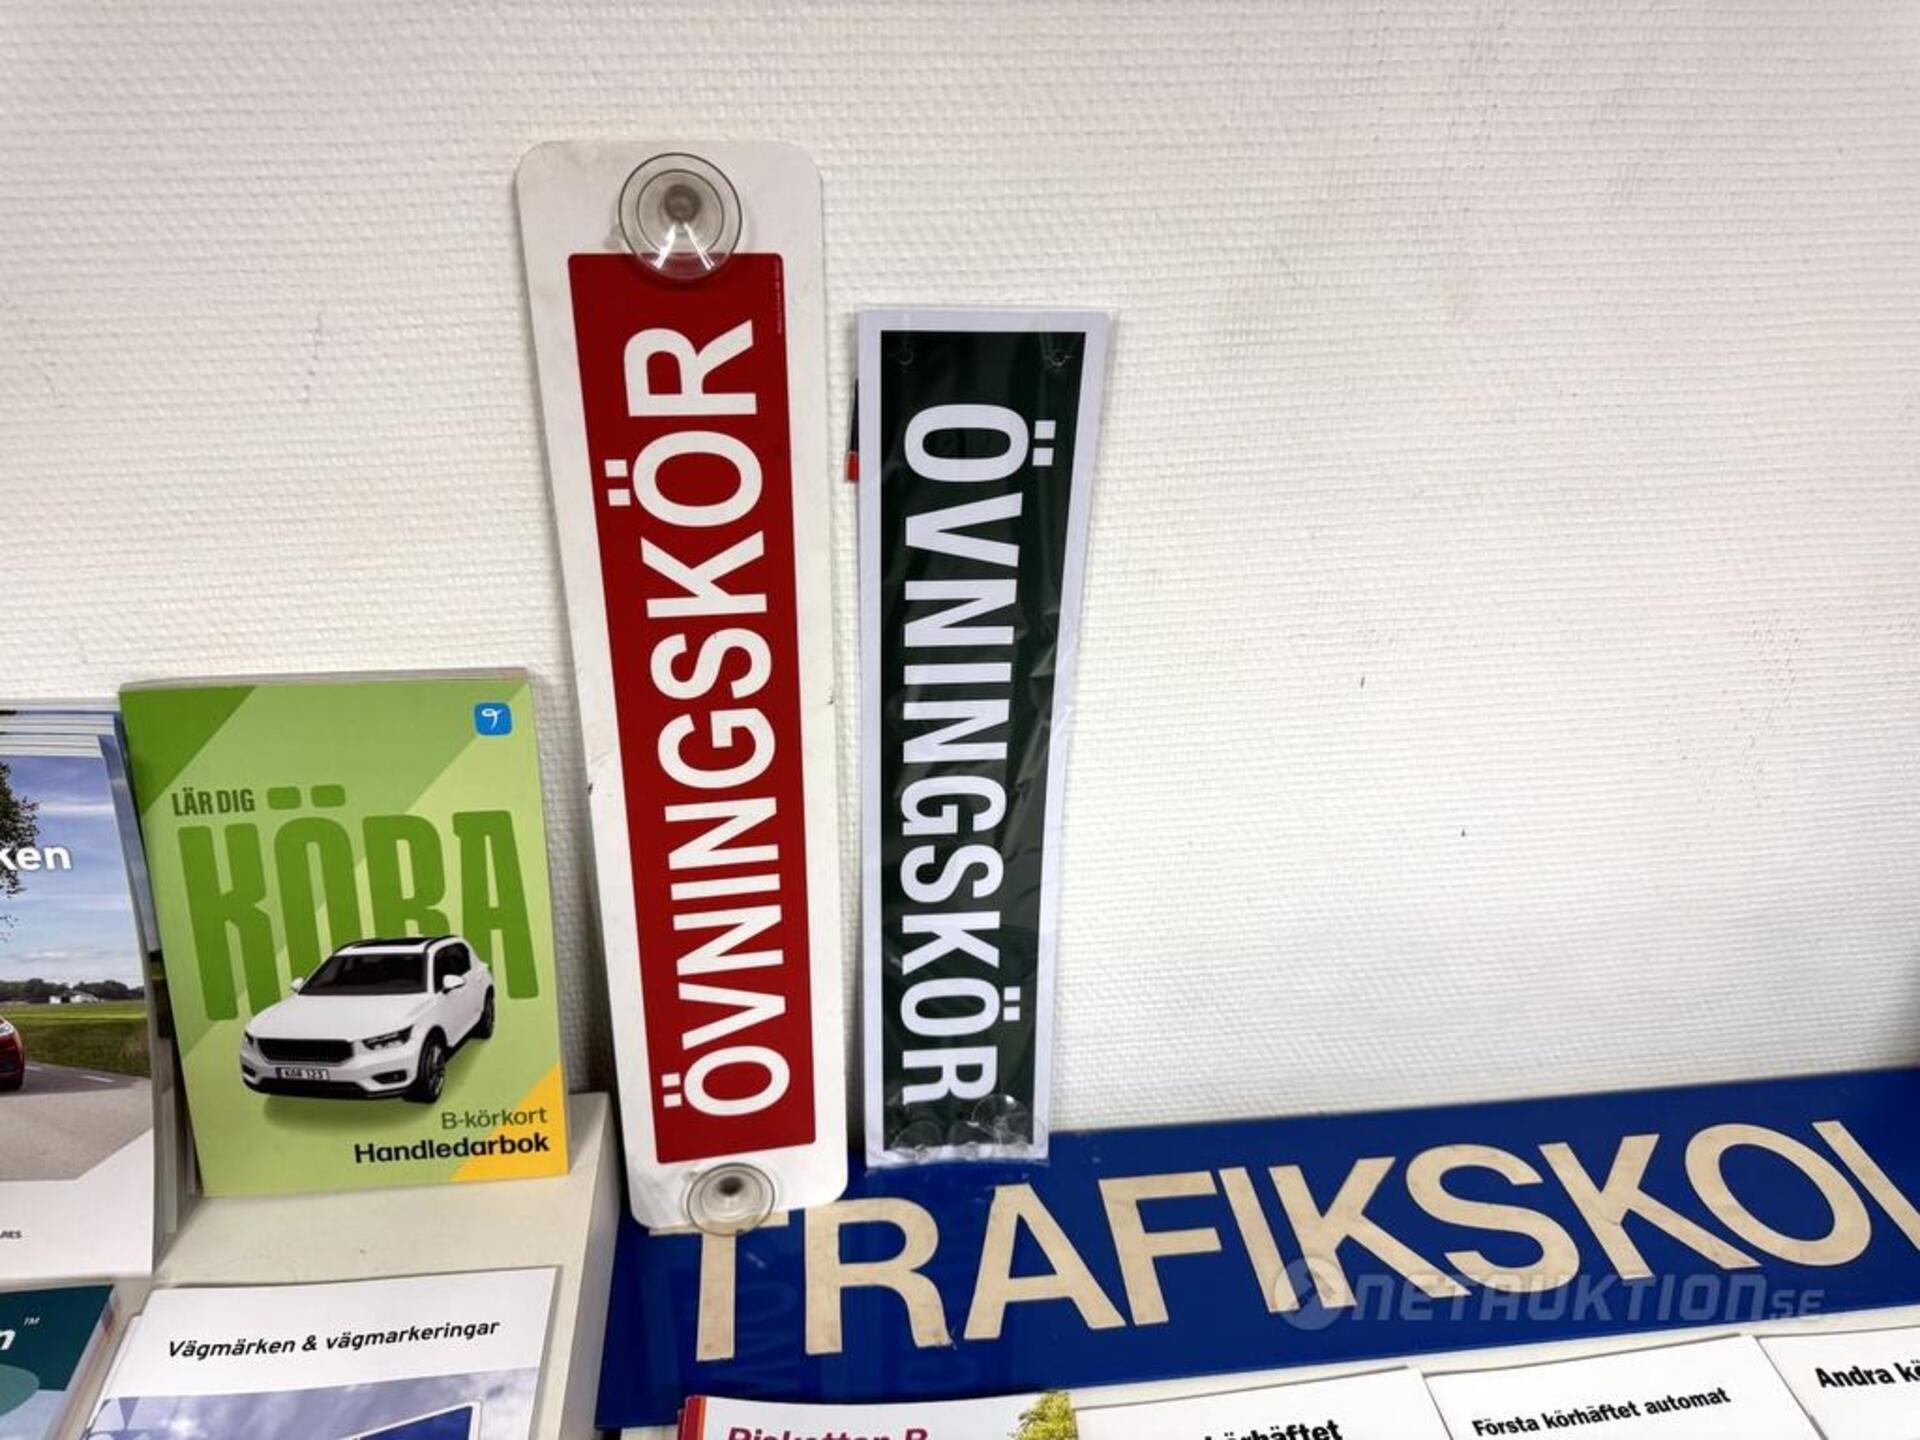 ÖVNINGSKÖR
ÖVNINGSKÖR
ken
LÄR DIG
KÖRA
KÖR 123
B-körkort
Handledarbok
TRAFIKSKOL
NETAUKTION.SE
Vägmärken & vägmarkeringar
Riskettan B
körhäftet
Första körhäftet automat
Andra kö